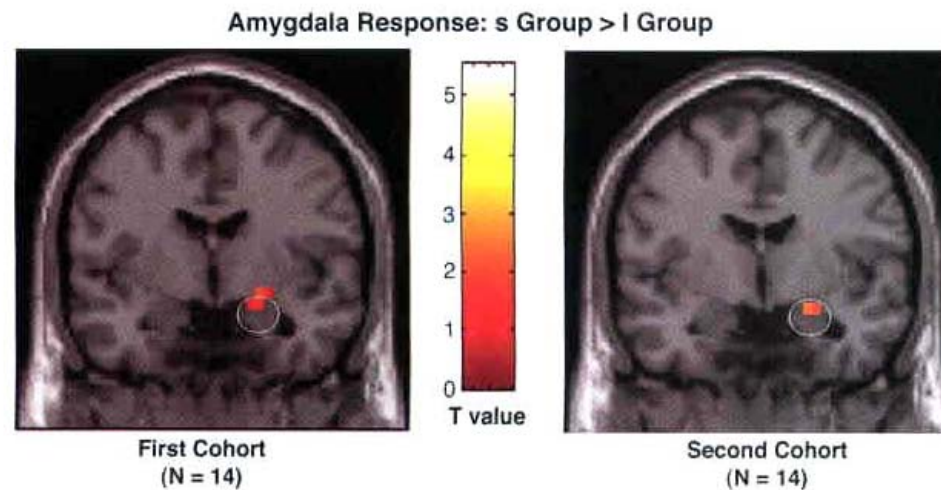 Amygdala Response: s Group > l Group
5
4
3
2
1
0
T value
First Cohort
(N = 14)
Second Cohort
(N = 14)